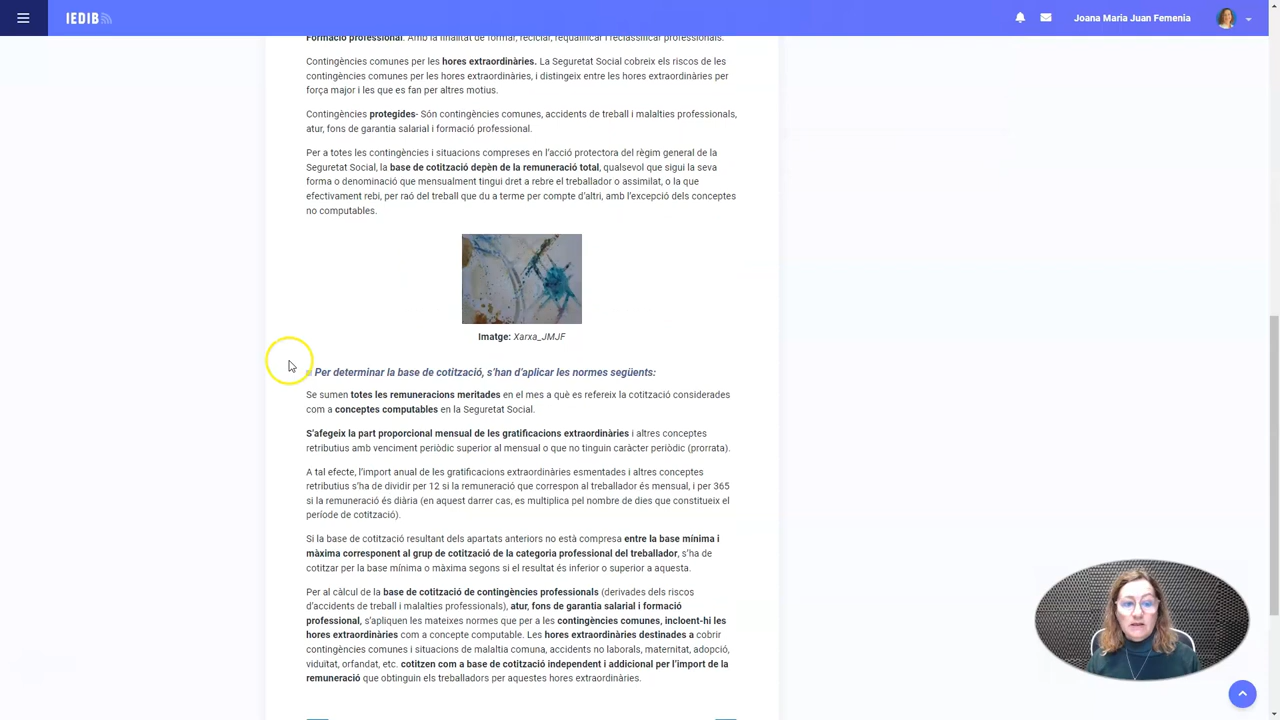 IEDIB
Joana Maria Juan Femenia
Formació professional. Amb la finalitat de formar, reciclar, requalificar i reclassificar professionals.
Contingències comunes per les hores extraordinàries. La Seguretat Social cobreix els riscos de les
contingències comunes per les hores extraordinàries, i distingeix entre les hores extraordinàries per
força major i les que es fan per altres motius.
Contingències protegides- Són contingències comunes, accidents de treball i malalties professionals,
atur, fons de garantia salarial i formació professional.
Per a totes les contingències i situacions compreses en l'acció protectora del règim general de la
Seguretat Social, la base de cotització depèn de la remuneració total, qualsevol que sigui la seva
forma o denominació que mensualment tingui dret a rebre el treballador o assimilat, o la que
efectivament rebi, per raó del treball que du a terme per compte d'altri, amb l'excepció dels conceptes
no computables.
Imatge: Xarxa_JMJF
Per determinar la base de cotització, s'han d'aplicar les normes següents:
Se sumen totes les remuneracions meritades en el mes a què es refereix la cotització considerades
com a conceptes computables en la Seguretat Social.
S'afegeix la part proporcional mensual de les gratificacions extraordinàries i altres conceptes
retributius amb venciment periòdic superior al mensual o que no tinguin caràcter periòdic (prorrata).
A tal efecte, l'import anual de les gratificacions extraordinàries esmentades i altres conceptes
retributius s'ha de dividir per 12 si la remuneració que correspon al treballador és mensual, i per 365
si la remuneració és diària (en aquest darrer cas, es multiplica pel nombre de dies que constitueix el
període de cotització).
Si la base de cotització resultant dels apartats anteriors no està compresa entre la base mínima i
màxima corresponent al grup de cotització de la categoria professional del treballador, s'ha de
cotitzar per la base mínima o màxima segons si el resultat és inferior o superior a aquesta.
Per al càlcul de la base de cotització de contingències professionals (derivades dels riscos
d'accidents de treball i malalties professionals), atur, fons de garantia salarial i formació
professional, s'apliquen les mateixes normes que per a les contingències comunes, incloent-hi les
hores extraordinàries com a concepte computable. Les hores extraordinàries destinades a cobrir
contingències comunes i situacions de malaltia comuna, accidents no laborals, maternitat, adopció,
viduïtat, orfandat, etc. cotitzen com a base de cotització independent i addicional per l'import de la
remuneració que obtinguin els treballadors per aquestes hores extraordinàries.